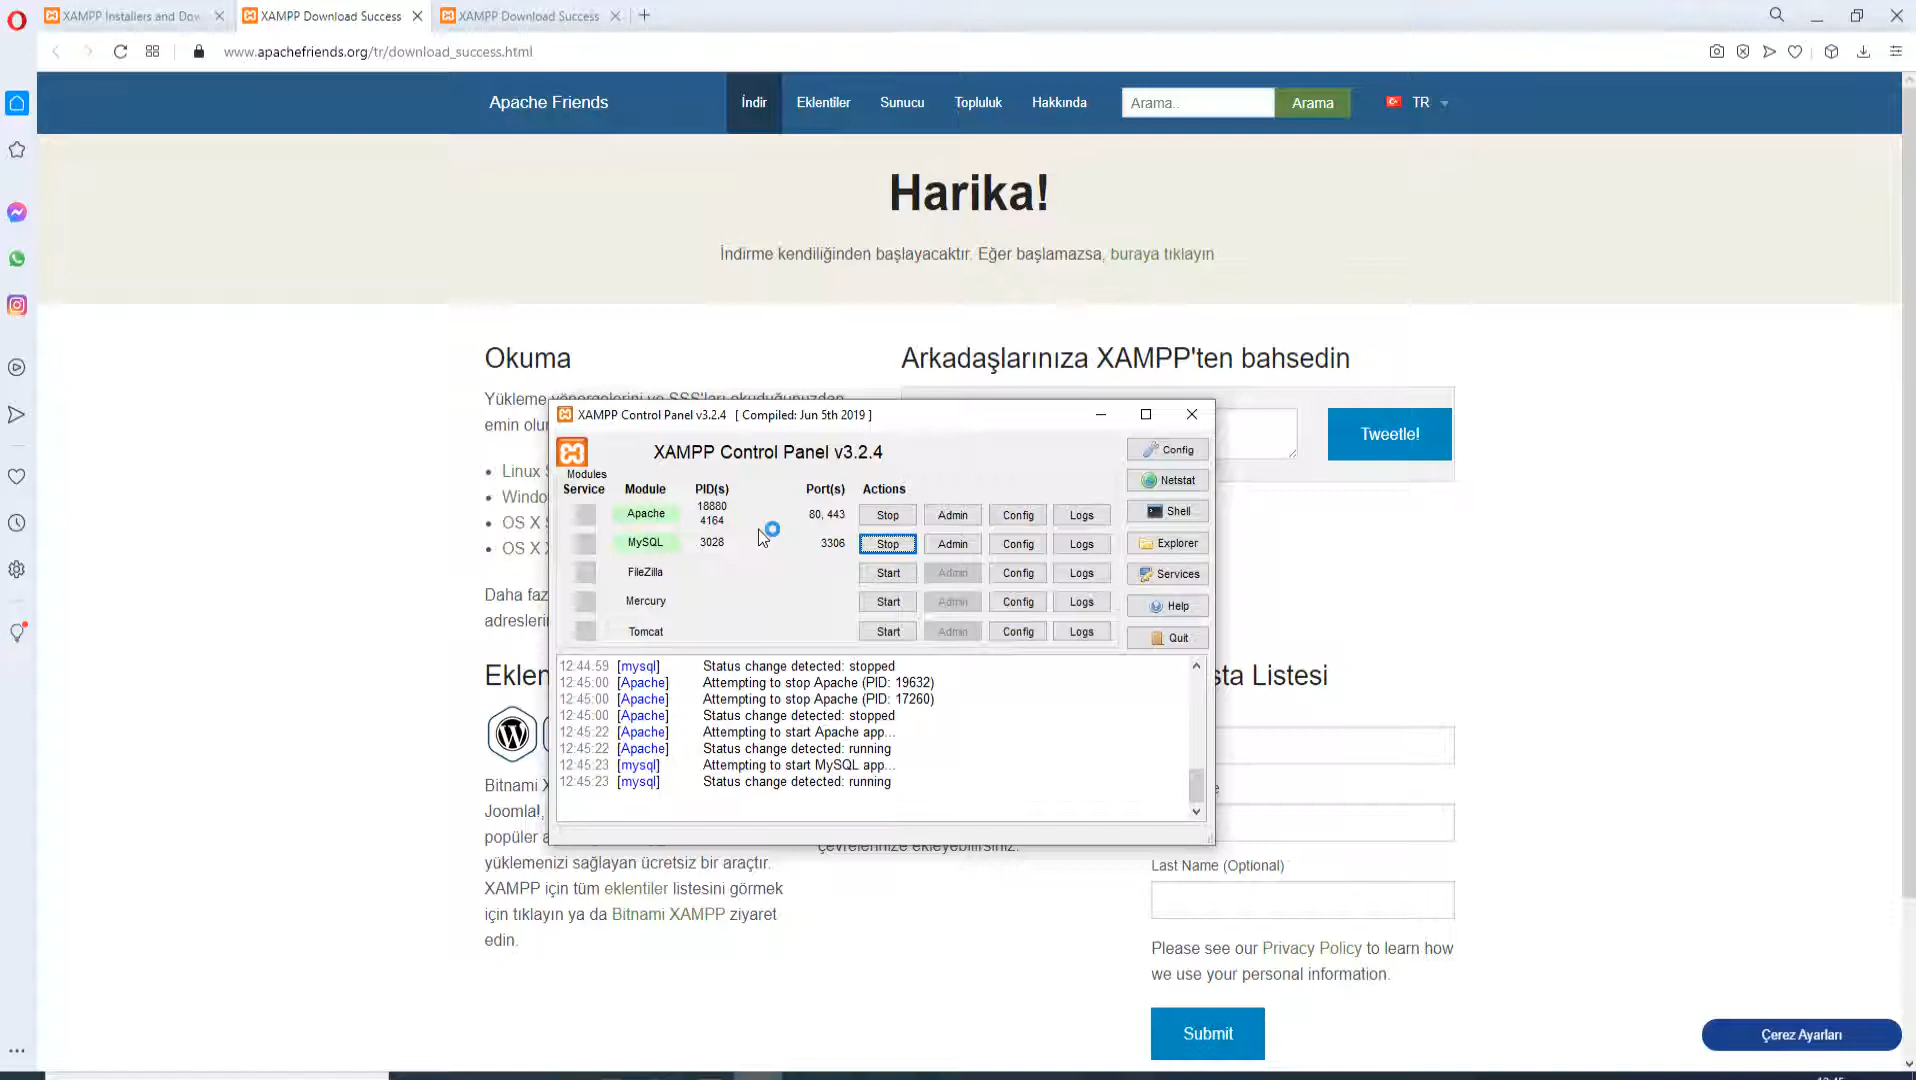 XAMPP Installers and Dov
XAMPP Download Success
XAMPP Download Success
www.apachefriends.org/tr/download_success.html
Apache Friends
İndir
Eklentiler
Sunucu
Topluluk
Hakkında
Arama..
Arama
TR
Harika!
İndirme kendiliğinden başlayacaktır. Eğer başlamazsa, buraya tıklayın
Okuma
Arkadaşlarınıza XAMPP'ten bahsedin
emin olu
Tweetle!
Linux S
Windo
OS X S
OS X
Daha faz
adreslerin
XAMPP Control Panel v3.2.4 [ Compiled: Jun 5th 2019 ]
XAMPP Control Panel v3.2.4
Modules
Service Module PID(s) Port(s) Actions
Apache 18880 4164 80, 443 Stop Admin Config Logs
MySQL 3028 3306 Stop Admin Config Logs
FileZilla Start Admin Config Logs
Mercury Start Admin Config Logs
Tomcat Start Admin Config Logs
Config
Netstat
Shell
Explorer
Services
Help
Quit
12:44:59 [mysql] Status change detected: stopped
12:45:00 [Apache] Attempting to stop Apache (PID: 19632)
12:45:00 [Apache] Attempting to stop Apache (PID: 17260)
12:45:00 [Apache] Status change detected: stopped
12:45:22 [Apache] Attempting to start Apache app...
12:45:22 [Apache] Status change detected: running
12:45:23 [mysql] Attempting to start MySQL app...
12:45:23 [mysql] Status change detected: running
Eklen
sta Listesi
Bitnami X
Joomla!,
popüler a
yüklemenizi sağlayan ücretsiz bir araçtır.
XAMPP için tüm eklentiler listesini görmek
için tıklayın ya da Bitnami XAMPP ziyaret
edin.
çevrelerinize ekleyebilirsiniz.
Last Name (Optional)
Please see our Privacy Policy to learn how
we use your personal information.
Submit
Çerez Ayarları